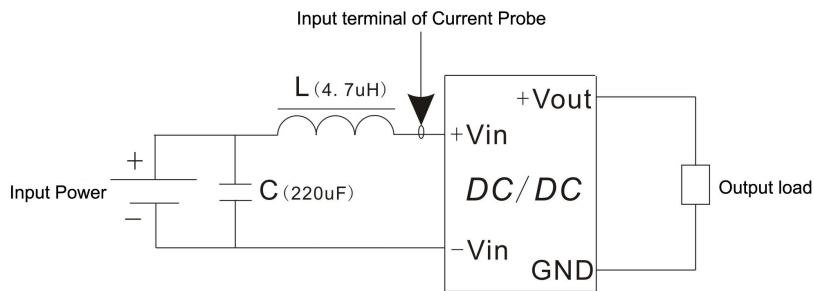 Input terminal of Current Probe
L (4. 7uH)
+Vout
+
+Vin
Input Power
C (220uF)
DC/DC
Output load
−
−Vin
GND